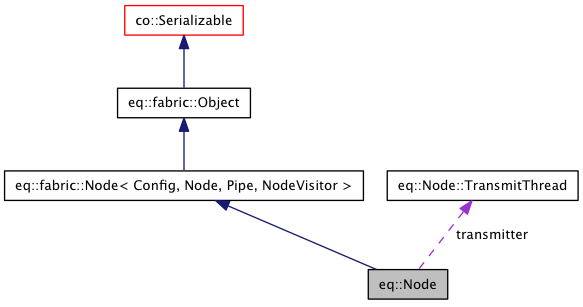 co::Serializable
eq::fabric::Object
eq::fabric::Node< Config, Node, Pipe, NodeVisitor >
eq::Node::TransmitThread
transmitter
eq::Node